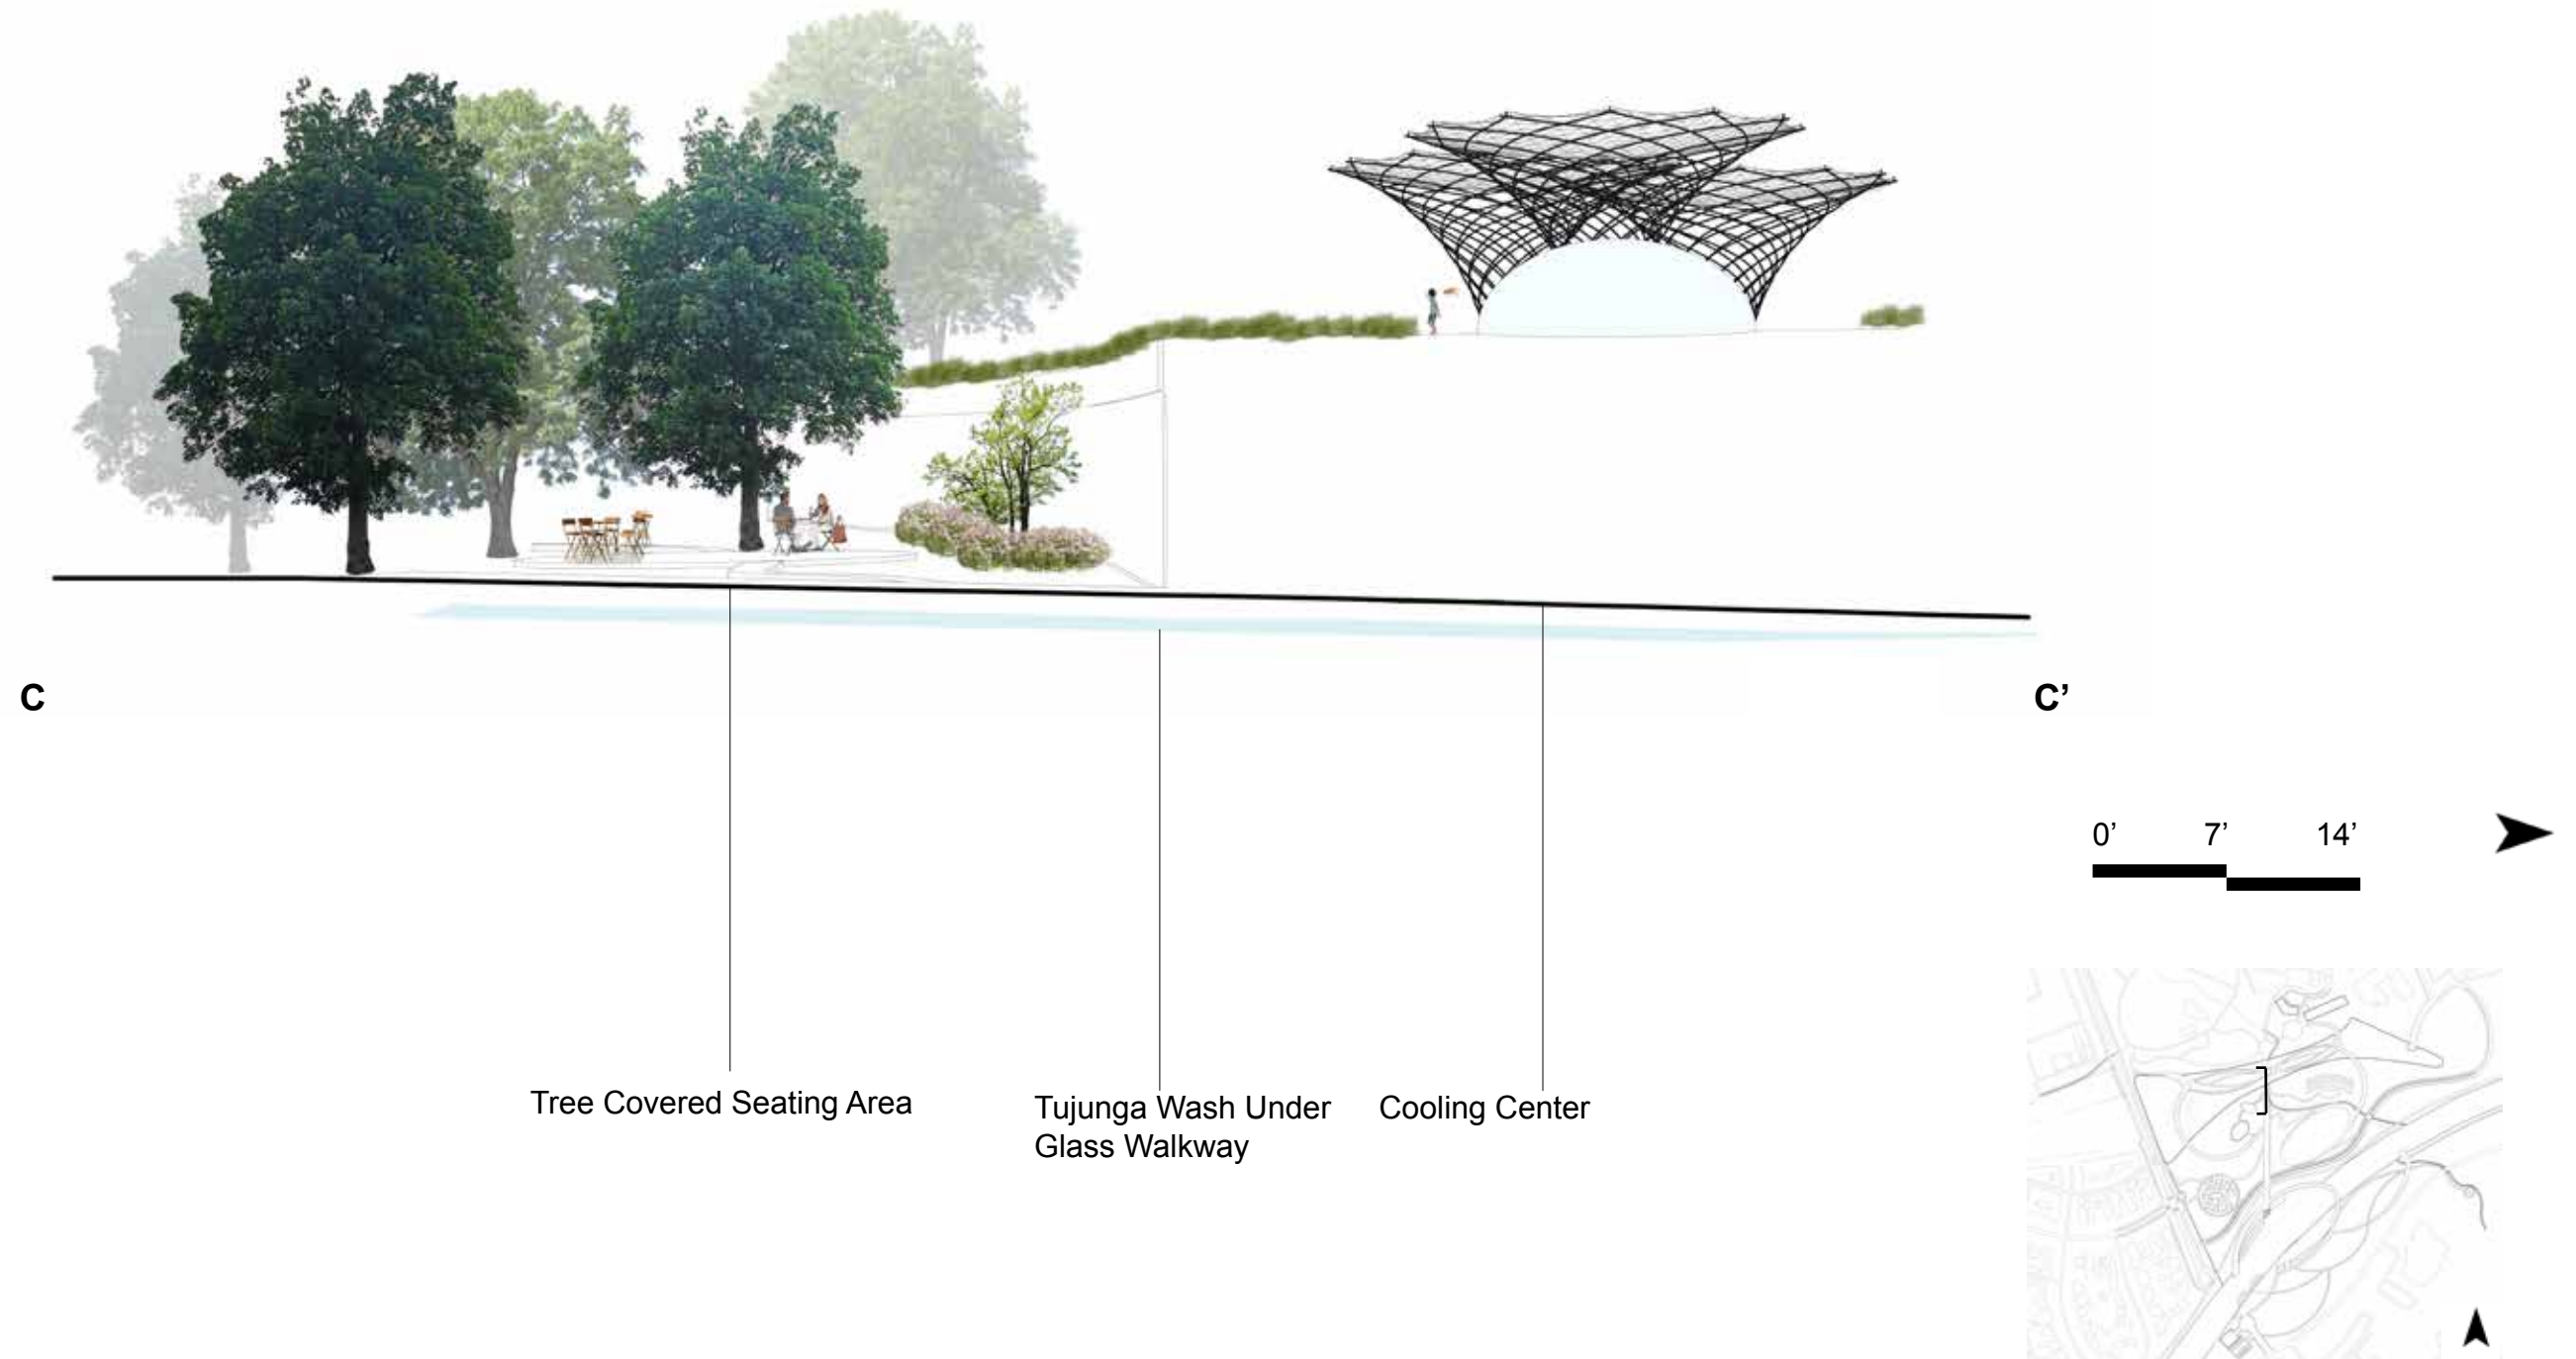 C
C’
0’ 7’ 14’
Tree Covered Seating Area
Tujunga Wash Under
Glass Walkway
Cooling Center